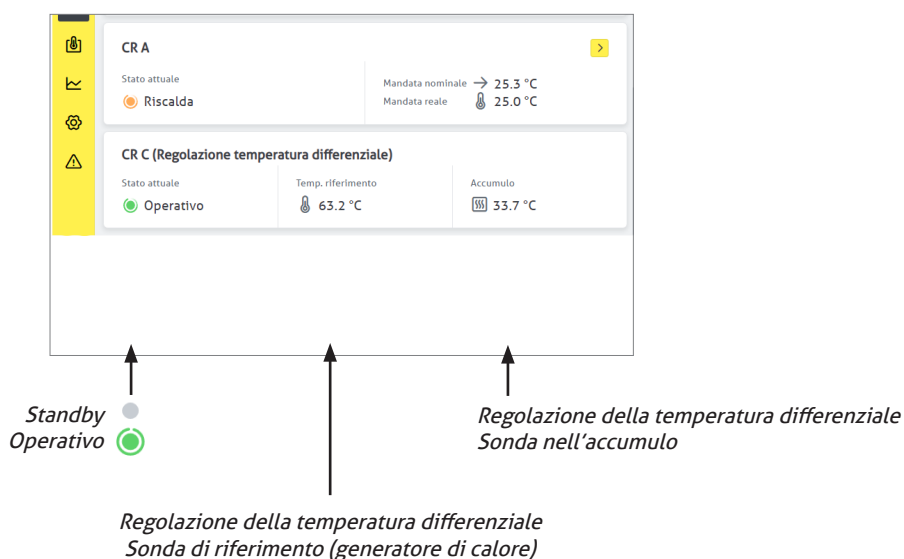 CR A
Stato attuale
Riscalda
Mandata nominale → 25.3 °C
Mandata reale 25.0 °C
CR C (Regolazione temperatura differenziale)
Stato attuale
Operativo
Temp. riferimento
63.2 °C
Accumulo
33.7 °C
Standby
Operativo
Regolazione della temperatura differenziale
Sonda nell'accumulo
Regolazione della temperatura differenziale
Sonda di riferimento (generatore di calore)